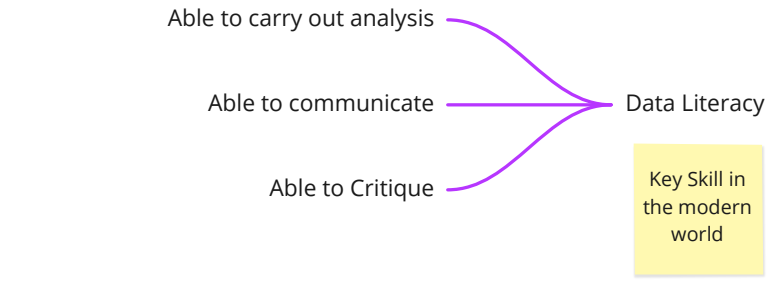 Able to carry out analysis
Able to communicate
Data Literacy
Able to Critique
Key Skill in
the modern
world